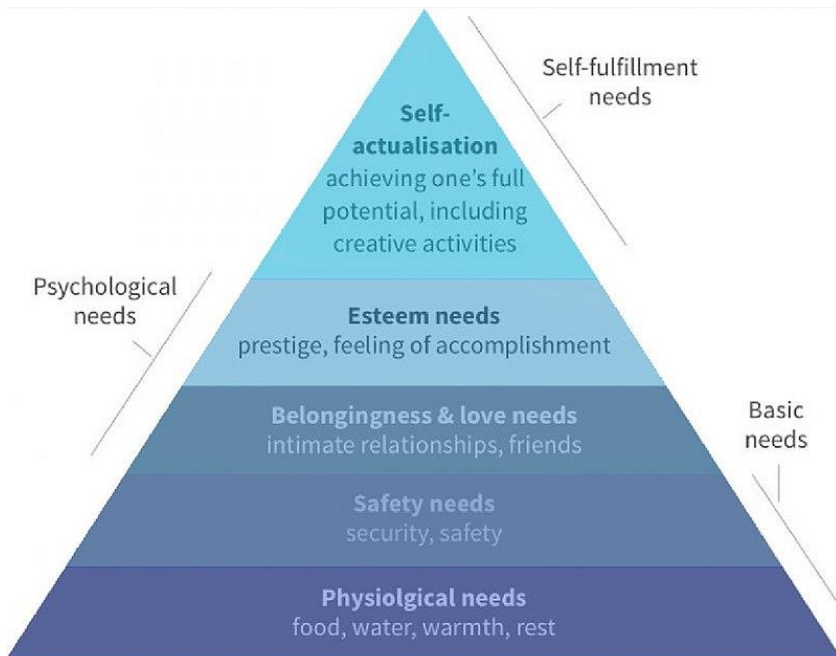 Self-fulfillment
needs
Self-
actualisation
achieving one’s full
potential, including
creative activities
Psychological
needs
Esteem needs
prestige, feeling of accomplishment
Belongingness & love needs
intimate relationships, friends
Basic
needs
Safety needs
security, safety
Physiolgical needs
food, water, warmth, rest